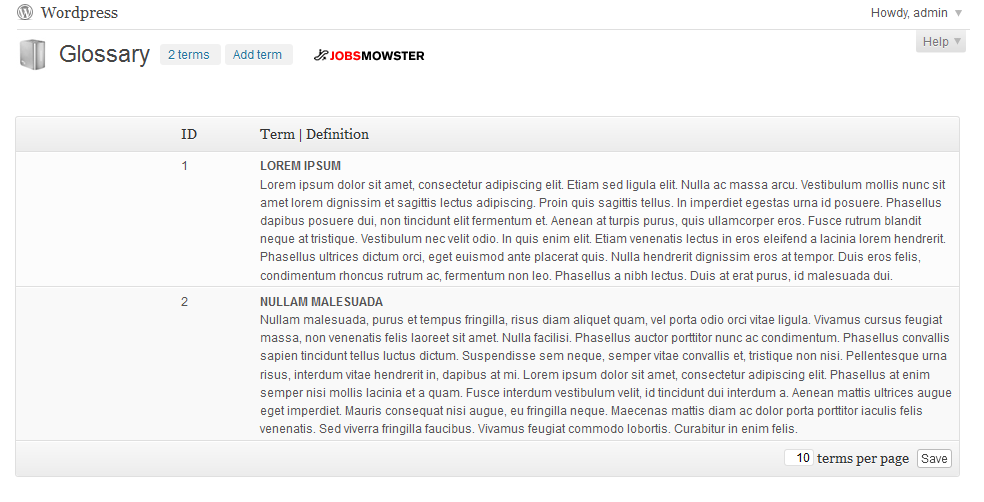 Wordpress
Howdy, admin
Help
Glossary 2 terms Add term JOBSMOWSTER
ID Term | Definition
1 LOREM IPSUM
Lorem ipsum dolor sit amet, consectetur adipiscing elit. Etiam sed ligula elit. Nulla ac massa arcu. Vestibulum mollis nunc sit
amet lorem dignissim et sagittis lectus adipiscing. Proin quis sagittis tellus. In imperdiet egestas urna id posuere. Phasellus
dapibus posuere dui, non tincidunt elit fermentum et. Aenean at turpis purus, quis ullamcorper eros. Fusce rutrum blandit
neque at tristique. Vestibulum nec velit odio. In quis enim elit. Etiam venenatis lectus in eros eleifend a lacinia lorem hendrerit.
Phasellus ultrices dictum orci, eget euismod ante placerat quis. Nulla hendrerit dignissim eros at tempor. Duis eros felis,
condimentum rhoncus rutrum ac, fermentum non leo. Phasellus a nibh lectus. Duis at erat purus, id malesuada dui.
2 NULLAM MALESUADA
Nullam malesuada, purus et tempus fringilla, risus diam aliquet quam, vel porta odio orci vitae ligula. Vivamus cursus feugiat
massa, non venenatis felis laoreet sit amet. Nulla facilisi. Phasellus auctor porttitor nunc ac condimentum. Phasellus convallis
sapien tincidunt tellus luctus dictum. Suspendisse sem neque, semper vitae convallis et, tristique non nisi. Pellentesque urna
risus, interdum vitae hendrerit in, dapibus at mi. Lorem ipsum dolor sit amet, consectetur adipiscing elit. Phasellus at enim
semper nisi mollis lacinia et a quam. Fusce interdum vestibulum velit, id tincidunt dui interdum a. Aenean mattis ultrices augue
eget imperdiet. Mauris consequat nisi augue, eu fringilla neque. Maecenas mattis diam ac dolor porta porttitor iaculis felis
venenatis. Sed viverra fringilla faucibus. Vivamus feugiat commodo lobortis. Curabitur in enim felis.
10 terms per page Save